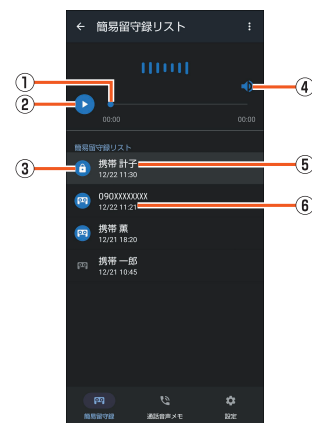 簡易留守録リスト
①
②
③
④
⑤
⑥
00:00 00:00
簡易留守録リスト
携帯 計子
12/22 11:30
090XXXXXXXX
12/22 11:21
携帯 薫
12/21 18:20
携帯 一郎
12/21 10:45
簡易留守録 通話音声メモ 設定